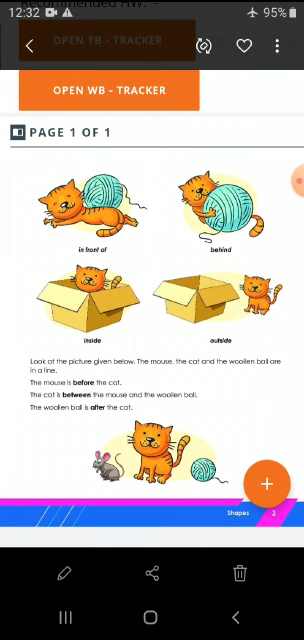 12:32
95%
Recommended HW: -
OPEN TB - TRACKER
OPEN WB - TRACKER
PAGE 1 OF 1
in front of
behind
inside
outside
Look at the picture given below. The mouse, the cat and the woollen ball are
in a line.
The mouse is before the cat.
The cat is between the mouse and the woollen ball.
The woollen ball is after the cat.
+
Shapes 3